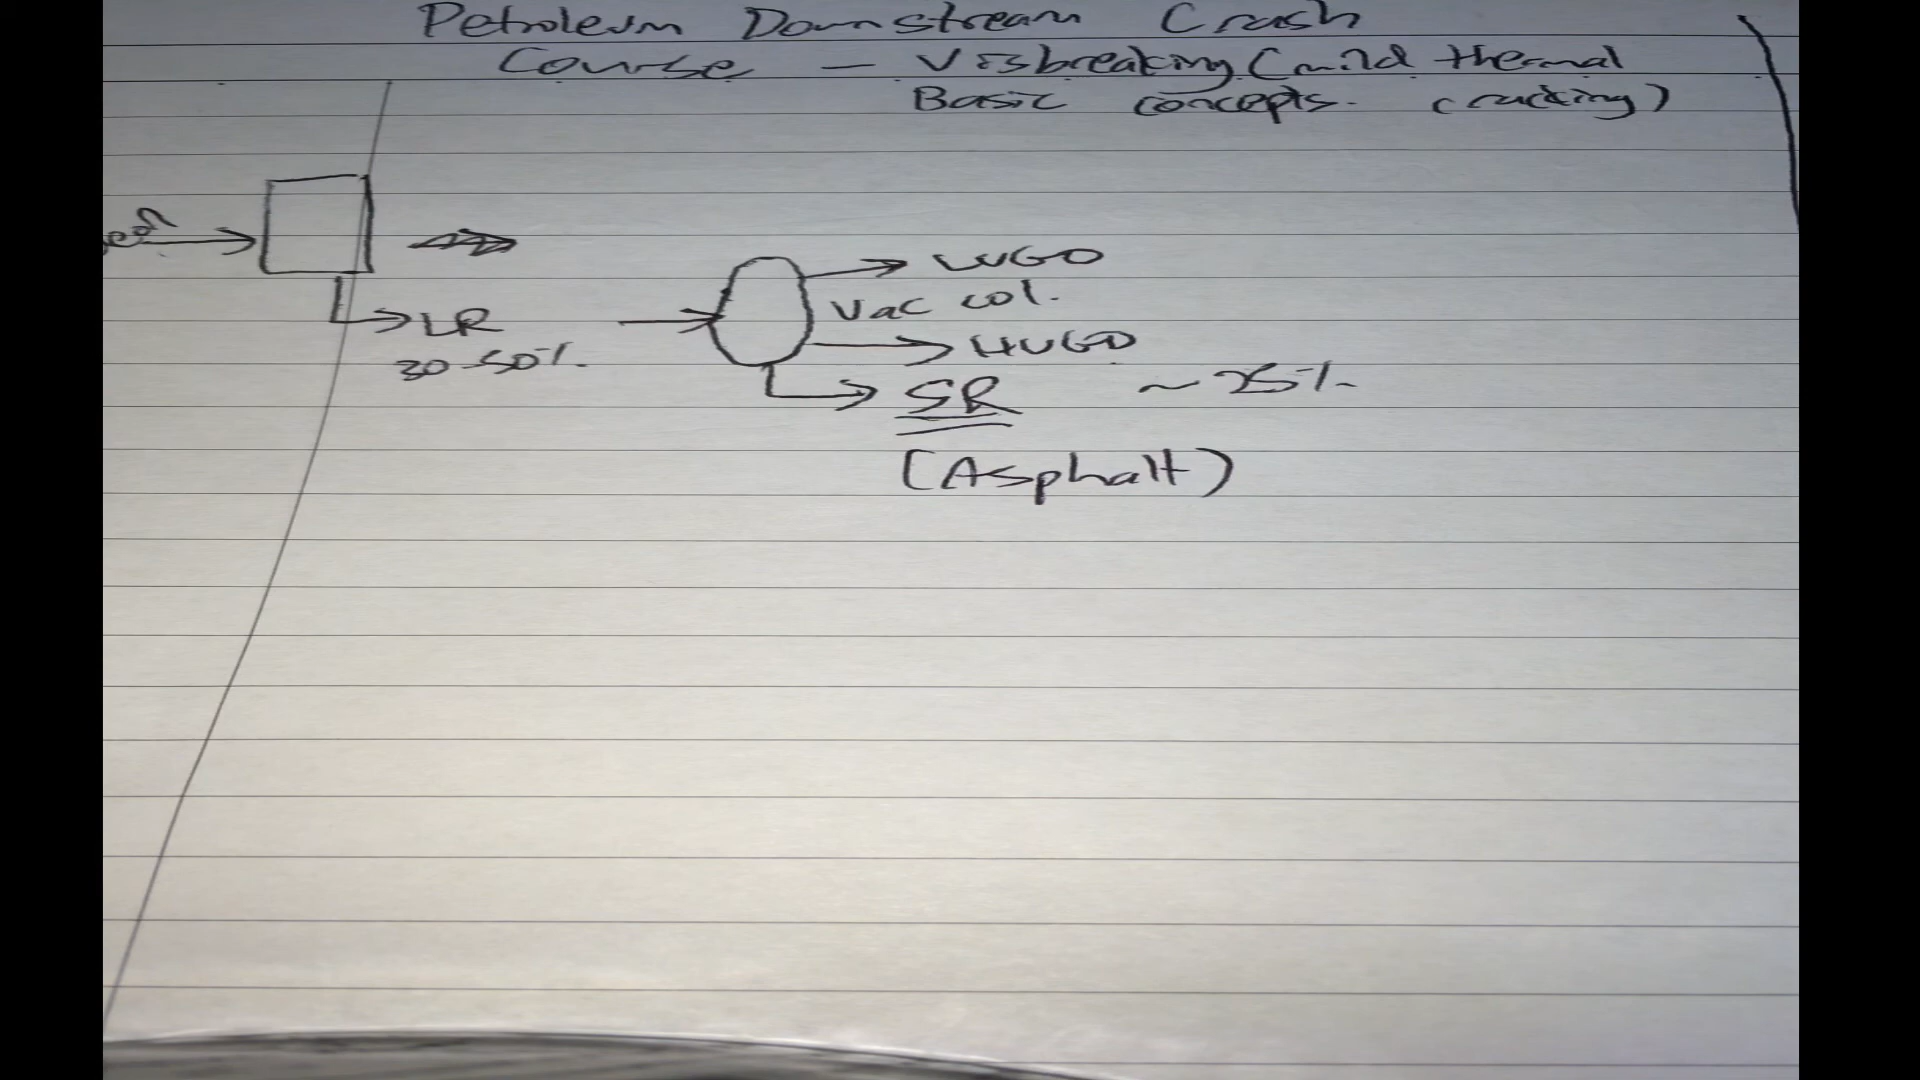 Petroleum Downstream Crash
Course - Visbreaking (mild thermal
Basic concepts. cracking)
LR
30-50%.
LVGO
Vac col.
HVGO
SR ~25%
(Asphalt)